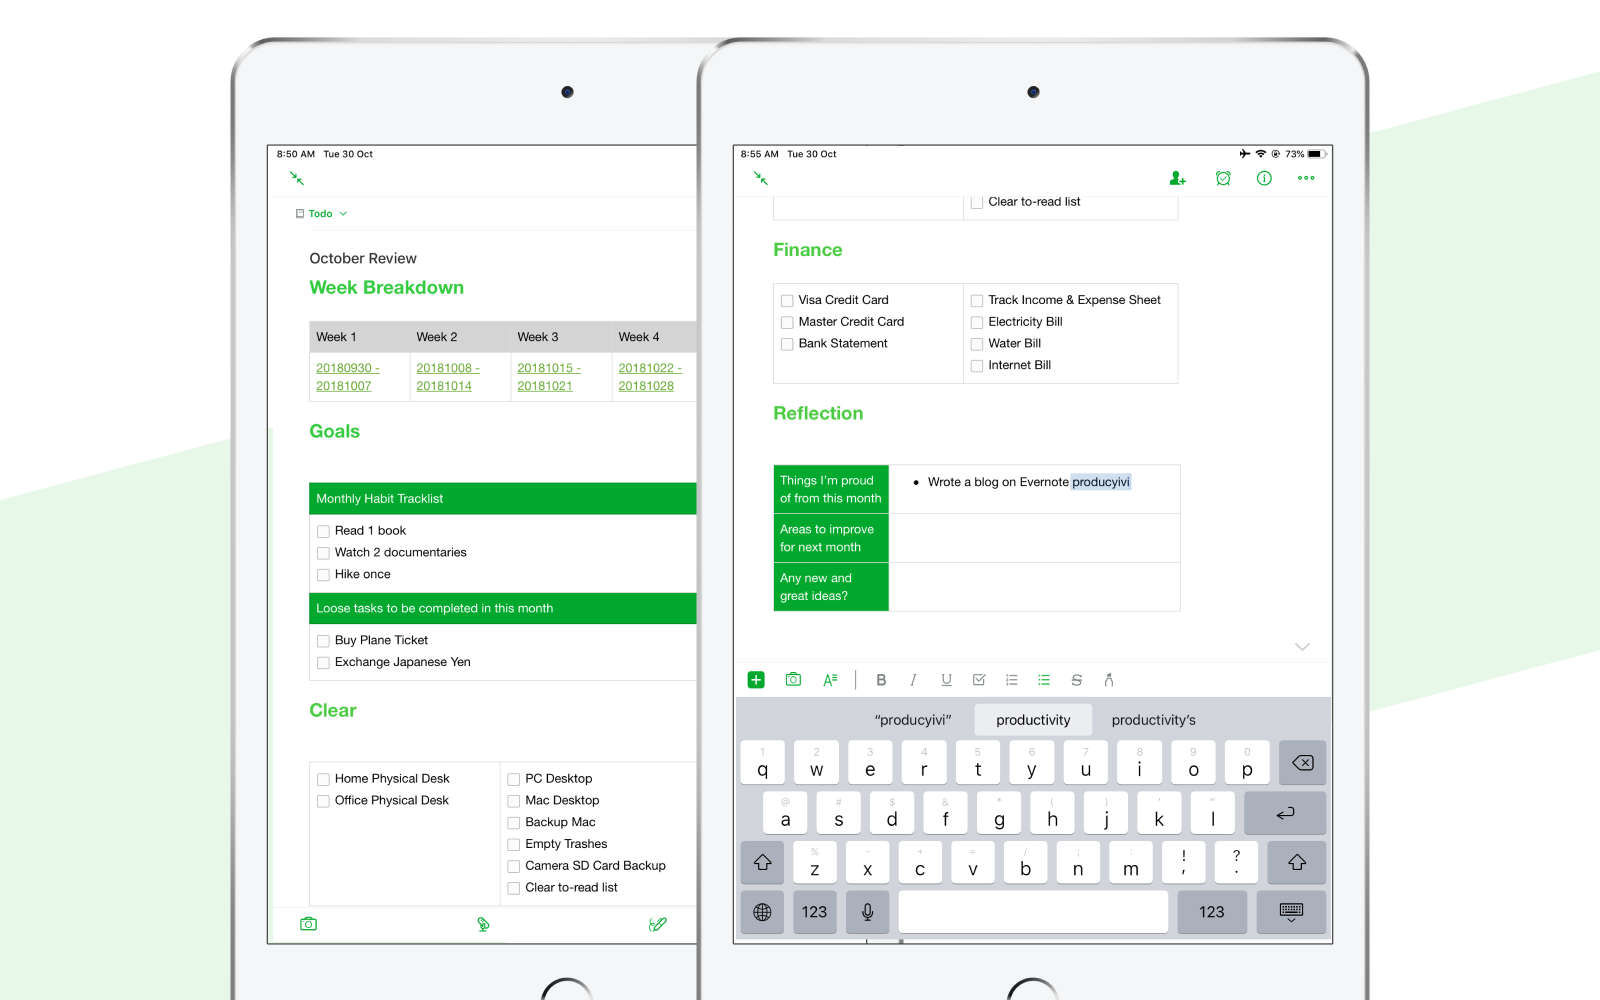 8:50 AM Tue 30 Oct
Todo
October Review
Week Breakdown
Week 1 Week 2 Week 3 Week 4
20180930 - 20181008 - 20181015 - 20181022 -
20181007 20181014 20181021 20181028
Goals
Monthly Habit Tracklist
Read 1 book
Watch 2 documentaries
Hike once
Loose tasks to be completed in this month
Buy Plane Ticket
Exchange Japanese Yen
Clear
Home Physical Desk
Office Physical Desk
PC Desktop
Mac Desktop
Backup Mac
Empty Trashes
Camera SD Card Backup
Clear to-read list
8:55 AM Tue 30 Oct 73%
Clear to-read list
Finance
Visa Credit Card
Master Credit Card
Bank Statement
Track Income & Expense Sheet
Electricity Bill
Water Bill
Internet Bill
Reflection
Things I'm proud
of from this month
• Wrote a blog on Evernote producyivi
Areas to improve
for next month
Any new and
great ideas?
A B I U S
"producyivi" productivity productivity's
1 2 3 4 5 6 7 8 9 0
q w e r t y u i o p
@ # $ & * ( ) ' "
a s d f g h j k l
% - + = / ; : ! ?
z x c v b n m , .
123 123